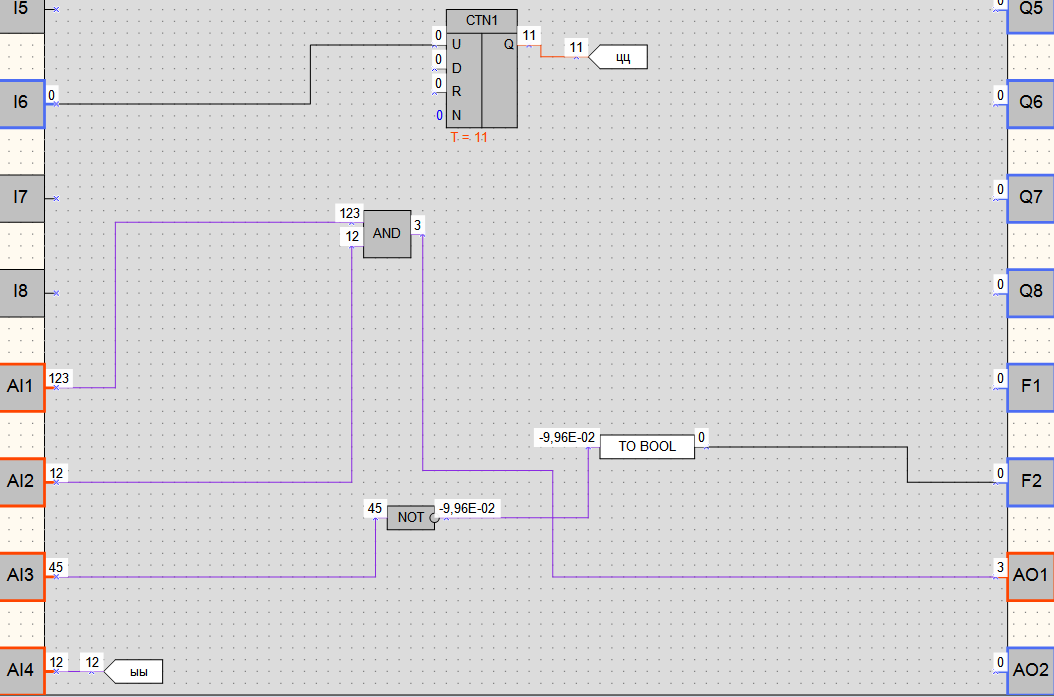 I5
0
Q5
CTN1
0
U
Q
11
11
цц
0
D
0
R
0
N
T = 11
I6
0
0
Q6
I7
0
Q7
123
12
AND
3
I8
0
Q8
AI1
123
0
F1
-9,96E-02
TO BOOL
0
AI2
12
0
F2
45
NOT
-9,96E-02
AI3
45
3
AO1
AI4
12
12
ыы
0
AO2